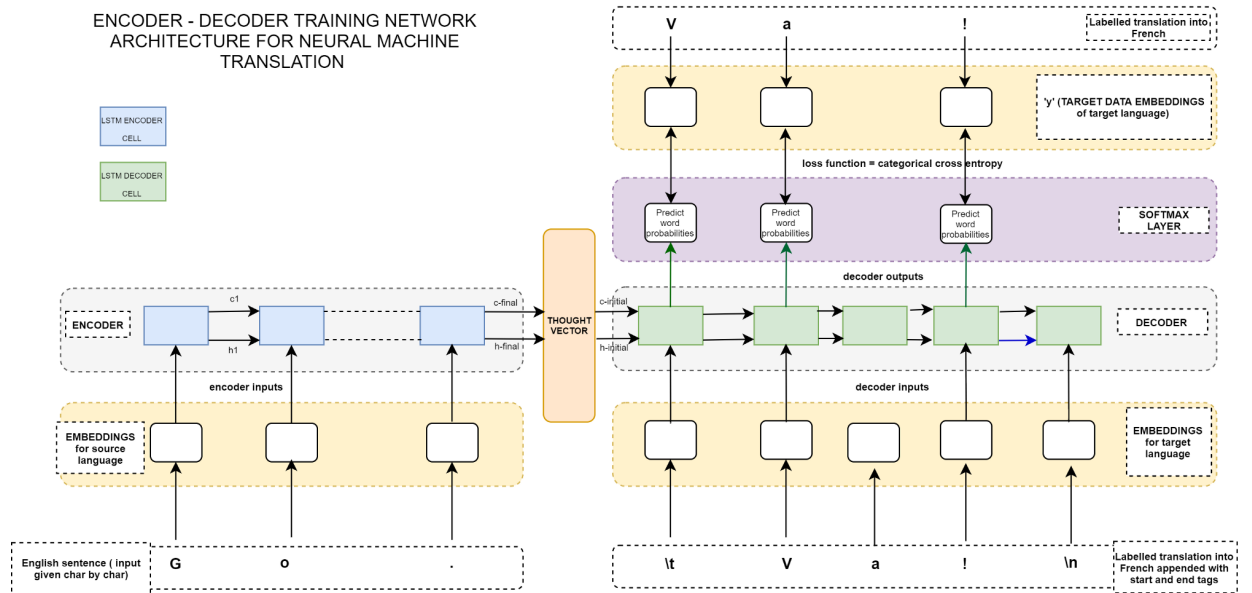 ENCODER - DECODER TRAINING NETWORK
ARCHITECTURE FOR NEURAL MACHINE
TRANSLATION
V a !
Labelled translation into
French
'y' (TARGET DATA EMBEDDINGS
of target language)
LSTM ENCODER
CELL
LSTM DECODER
CELL
loss function = categorical cross entropy
Predict
word
probabilities
Predict
word
probabilities
Predict
word
probabilities
SOFTMAX
LAYER
decoder outputs
ENCODER
c1
h1
c-final
h-final
THOUGHT
VECTOR
c-initial
h-initial
DECODER
encoder inputs
decoder inputs
EMBEDDINGS
for source
language
EMBEDDINGS
for target
language
English sentence ( input
given char by char)
G o .
\t V a ! \n
Labelled translation into
French appended with
start and end tags